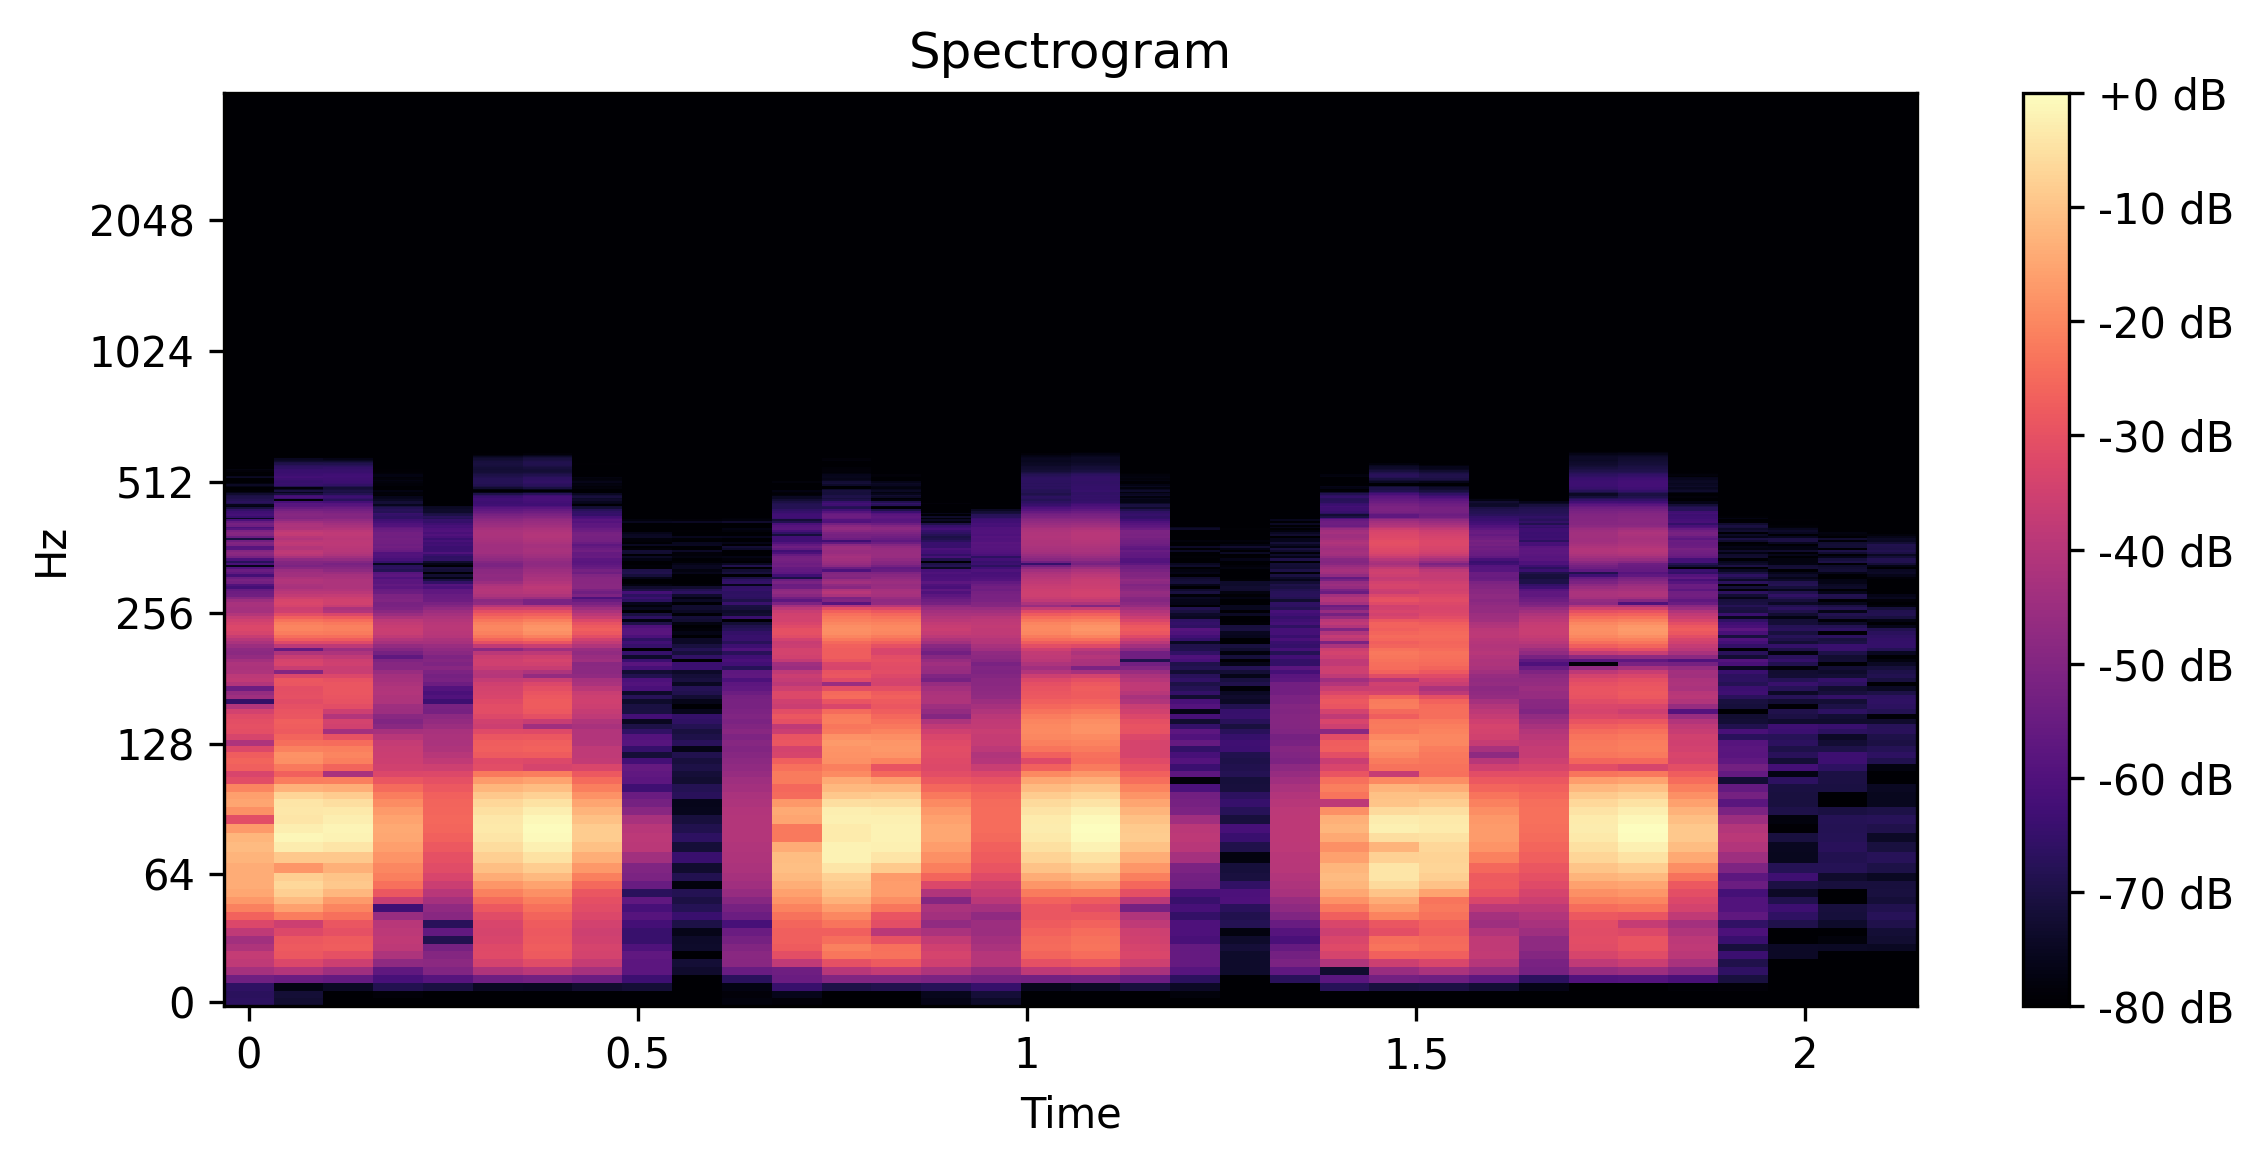 Spectrogram
Hz
2048
1024
512
256
128
64
0
0 0.5 1 1.5 2
Time
+0 dB
-10 dB
-20 dB
-30 dB
-40 dB
-50 dB
-60 dB
-70 dB
-80 dB